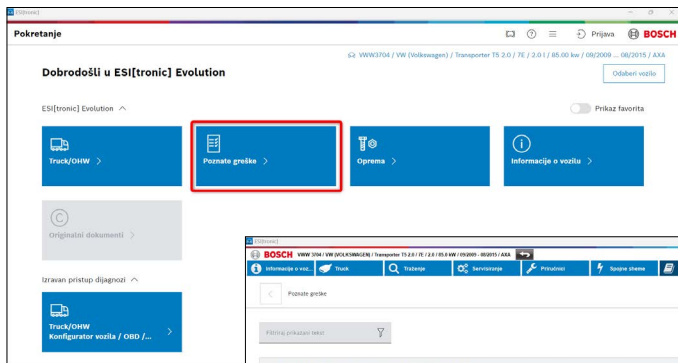 ESI[tronic]
Pokretanje
Prijava
BOSCH
VWW3704 / VW (Volkswagen) / Transporter T5 2.0 / 7E / 2.0 l / 85.00 kw / 09/2009 ... 08/2015 / AXA
Dobrodošli u ESI[tronic] Evolution
Odaberi vozilo
ESI[tronic] Evolution
Prikaz favorita
Truck/OHW >
Poznate greške >
Oprema >
Informacije o vozilu >
Originalni dokumenti >
Izravan pristup dijagnozi
Truck/OHW
Konfigurator vozila / OBD /... >
ESI[tronic]
BOSCH VWW 3704 / VW (VOLKSWAGEN) / Transporter T5 2.0 / 7E / 2.0 / 85.0 kW / 09/2009 - 08/2015 / AXA
Informacije o voz...
Truck
Traženje
Servisiranje
Priručnici
Spojne sheme
Poznate greške
Filtriraj prikazani tekst